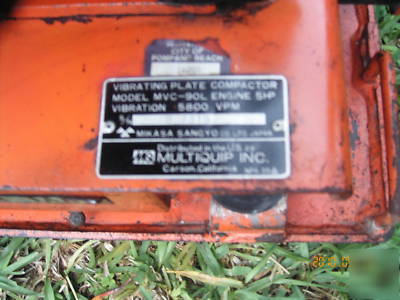 CITY OF
POMPANO BEACH
VIBRATING PLATE COMPACTOR
MODEL MVC-90L ENGINE 5HP
VIBRATION 5800 VPM
S/N
MIKASA SANGYO CO., LTD. JAPAN
Distributed in the U.S. by
MQ MULTIQUIP INC.
Carson, California